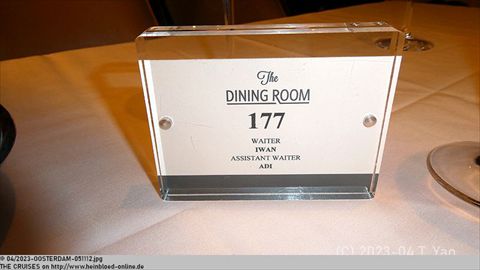 The
DINING ROOM
177
WAITER
IWAN
ASSISTANT WAITER
ADI
(C) 2023-04 T. Yao
© 04/2023-OOSTERDAM-051112.jpg
THE CRUISES on http://www.heinbloed-online.de